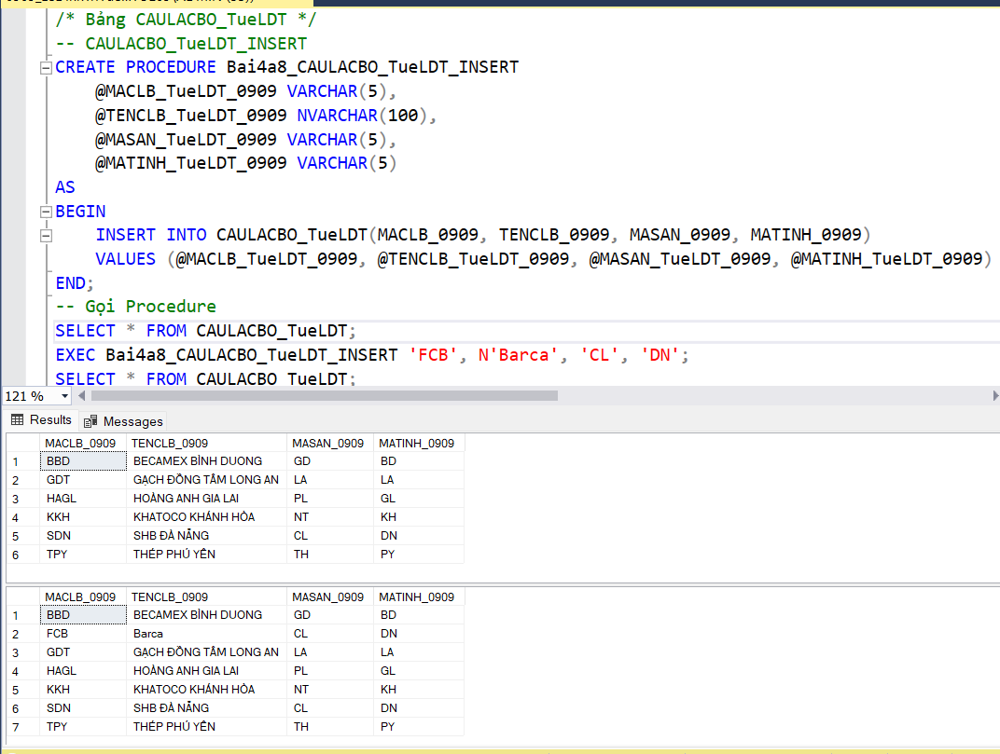 /* Bảng CAULACBO_TueLDT */
-- CAULACBO_TueLDT_INSERT
CREATE PROCEDURE Bai4a8_CAULACBO_TueLDT_INSERT
@MACLB_TueLDT_0909 VARCHAR(5),
@TENCLB_TueLDT_0909 NVARCHAR(100),
@MASAN_TueLDT_0909 VARCHAR(5),
@MATINH_TueLDT_0909 VARCHAR(5)
AS
BEGIN
INSERT INTO CAULACBO_TueLDT(MACLB_0909, TENCLB_0909, MASAN_0909, MATINH_0909)
VALUES (@MACLB_TueLDT_0909, @TENCLB_TueLDT_0909, @MASAN_TueLDT_0909, @MATINH_TueLDT_0909)
END;
-- Gọi Procedure
SELECT * FROM CAULACBO_TueLDT;
EXEC Bai4a8_CAULACBO_TueLDT_INSERT 'FCB', N'Barca', 'CL', 'DN';
SELECT * FROM CAULACBO_TueLDT;
121 %
Results Messages
MACLB_0909 TENCLB_0909 MASAN_0909 MATINH_0909
1 BBD BECAMEX BÌNH DUONG GD BD
2 GDT GẠCH ĐỒNG TÂM LONG AN LA LA
3 HAGL HOÀNG ANH GIA LAI PL GL
4 KKH KHATOCO KHÁNH HÒA NT KH
5 SDN SHB ĐÀ NẴNG CL DN
6 TPY THÉP PHÚ YÊN TH PY
MACLB_0909 TENCLB_0909 MASAN_0909 MATINH_0909
1 BBD BECAMEX BÌNH DUONG GD BD
2 FCB Barca CL DN
3 GDT GẠCH ĐỒNG TÂM LONG AN LA LA
4 HAGL HOÀNG ANH GIA LAI PL GL
5 KKH KHATOCO KHÁNH HÒA NT KH
6 SDN SHB ĐÀ NẴNG CL DN
7 TPY THÉP PHÚ YÊN TH PY